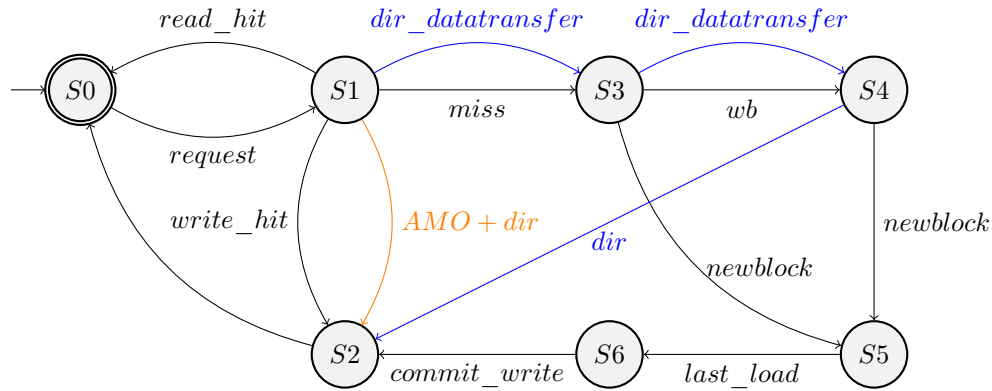 read_hit
dir_datatransfer
dir_datatransfer
S0
S1
S3
S4
miss
wb
request
write_hit
AMO + dir
dir
newblock
newblock
S2
S6
S5
commit_write
last_load